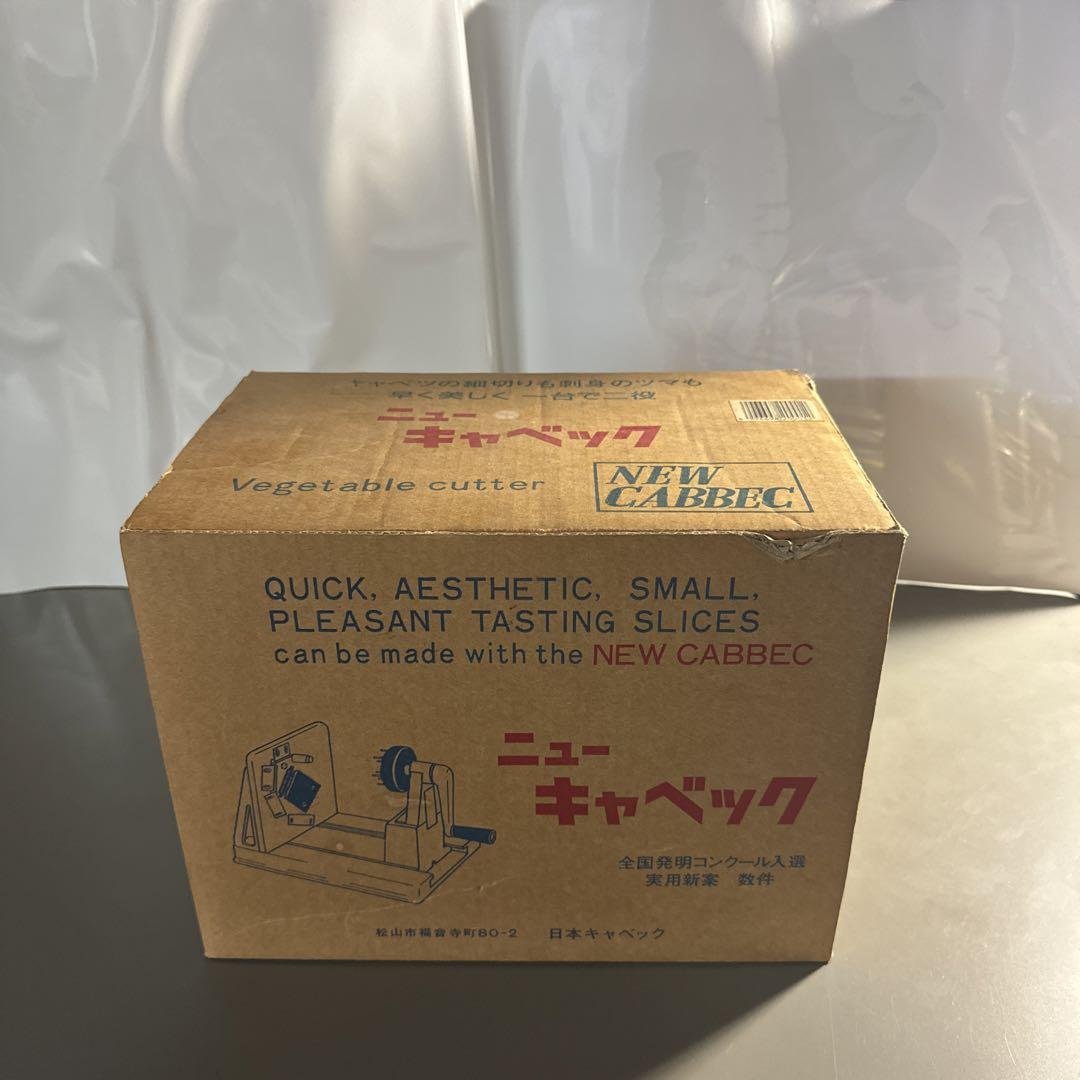 キャベツの細切りも刺身のツマも
早く美しく 一台で二役
ニュー
キャベック
Vegetable cutter
NEW
CABBEC
QUICK, AESTHETIC, SMALL,
PLEASANT TASTING SLICES
can be made with the NEW CABBEC
ニュー
キャベック
全国発明コンクール入選
実用新案 数件
松山市福音寺町80-2 日本キャベック